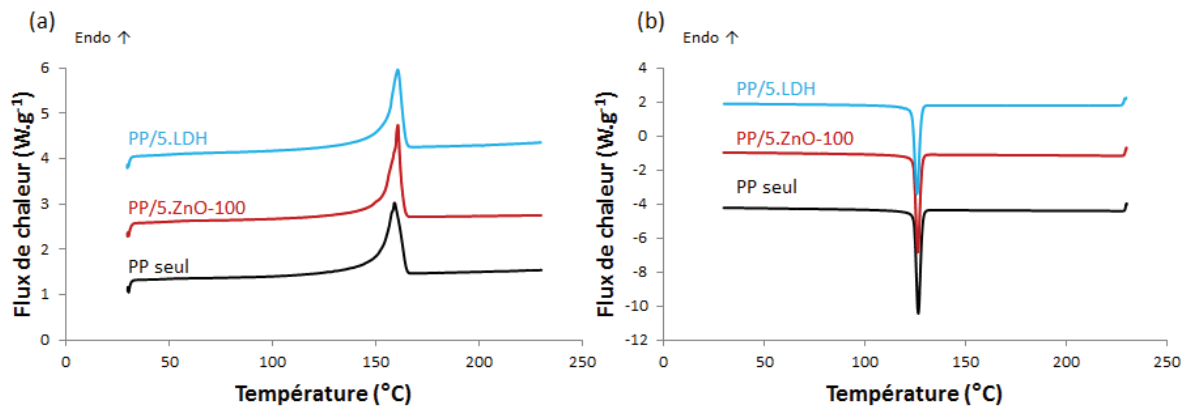 (a)
Endo ↑
Flux de chaleur (W.g⁻¹)
6
5
4
3
2
1
0
PP/5.LDH
PP/5.ZnO-100
PP seul
0 50 100 150 200 250
Température (°C)
(b)
Endo ↑
Flux de chaleur (W.g⁻¹)
4
2
0
-2
-4
-6
-8
-10
-12
PP/5.LDH
PP/5.ZnO-100
PP seul
0 50 100 150 200 250
Température (°C)